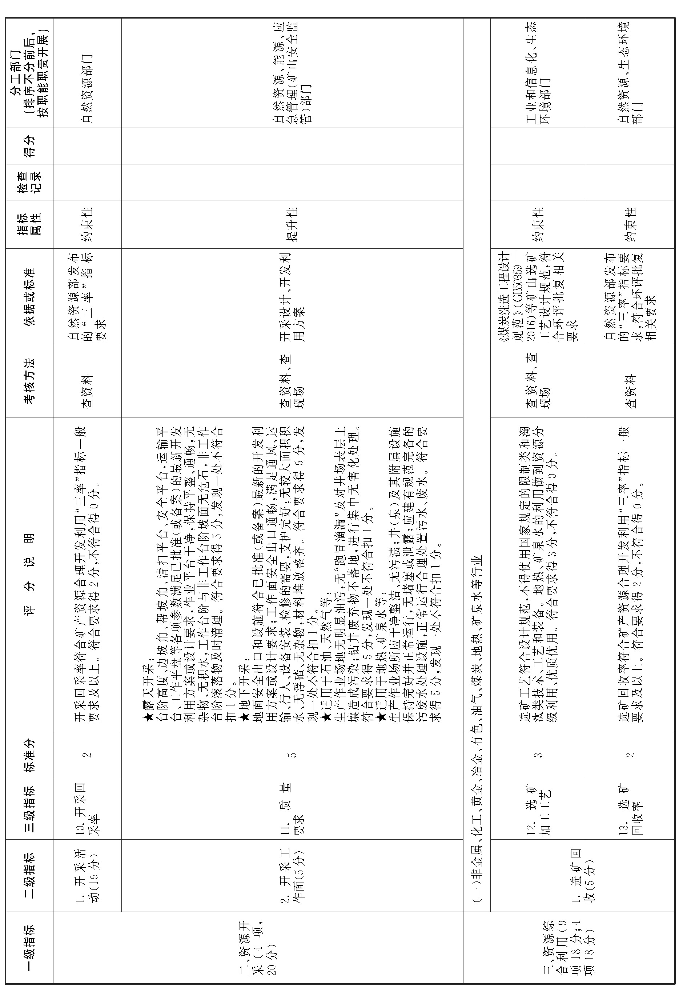 一级指标
二级指标
三级指标
标准分
评 分 说 明
考核方法
依据或标准
指标
属性
检查
记录
得分
分工部门
(排序不分前后,
按职能职责开展)
二、资源开
采(4 项,
20分)
1. 开采活
动(15分)
10. 开采回
采率
2
开采回采率符合矿产资源合理开发利用“三率”指标一般
要求及以上。符合要求得2分,不符合得0分。
查资料
自然资源部发布
的“三率”指标
要求
约束性
自然资源部门
2. 开采工
作面(5分)
11. 质 量
要求
5
★露天开采:
台阶高度、边坡角、帮坡角、清扫平台、安全平台,运输平
台、工作平盘等各项参数满足已批准(或备案)的最新开发
利用方案或设计要求,作业平台干净,保持平整、通畅,无
杂物、无积水,工作台阶与非工作台阶坡面无危石,非工作
台阶滚落物及时清理。符合要求得5分,发现一处不符合
扣1分。
★地下开采:
地面安全出口和设施符合已批准(或备案)最新的开发利
用方案或设计要求;工作面安全出口通畅,满足通风、运
输、行人、设备安装、检修的需要,支护完好;无较大面积积
水、无浮碴、无杂物,材料堆放整齐。符合要求得5分,发
现一处不符合扣1分。
★适用于石油、天然气等:
生产作业场地无明显油污,无“跑冒滴漏”及对井场表层土
壤造成污染;钻井废弃物不落地,进行集中无害化处理。
符合要求得5分,发现一处不符合扣1分。
★适用于地热、矿泉水等:
生产作业场所应干净整洁、无污渍;井(泉)及其附属设施
保持完好并正常运行,无堵塞或泄露;应建有规范完备的
污废水处理设施,正常运行合理处置污水、废水。符合要
求得5分,发现一处不符合扣1分。
查资料、查
现场
开采设计、开发利
用方案
提升性
自然资源、能源、应
急管理(矿山安全监
管)部门
三、资源综
合利用(9
项18分;4
项18分)
(一)非金属、化工、黄金、冶金、有色、油气、煤炭、地热、矿泉水等行业
1. 选矿回
收(5分)
12. 选 矿
加工工艺
3
选矿工艺符合设计规范,不得使用国家规定的限制类和淘
汰类技术、工艺和装备。地热、矿泉水的利用做到资源分
级利用、优质优用。符合要求得3分,不符合得0分。
查资料、查
现场
《煤炭洗选工程设计
规范》(GB50359－
2016)等矿山选矿
工艺设计规范,符
合环评批复相关
要求
约束性
工业和信息化、生态
环境部门
13. 选 矿
回收率
2
选矿回收率符合矿产资源合理开发利用“三率”指标一般
要求及以上。符合要求得2分,不符合得0分。
查资料
自然资源部发布
的“三率”指标要
求,符合环评批复
相关要求
约束性
自然资源、生态环境
部门